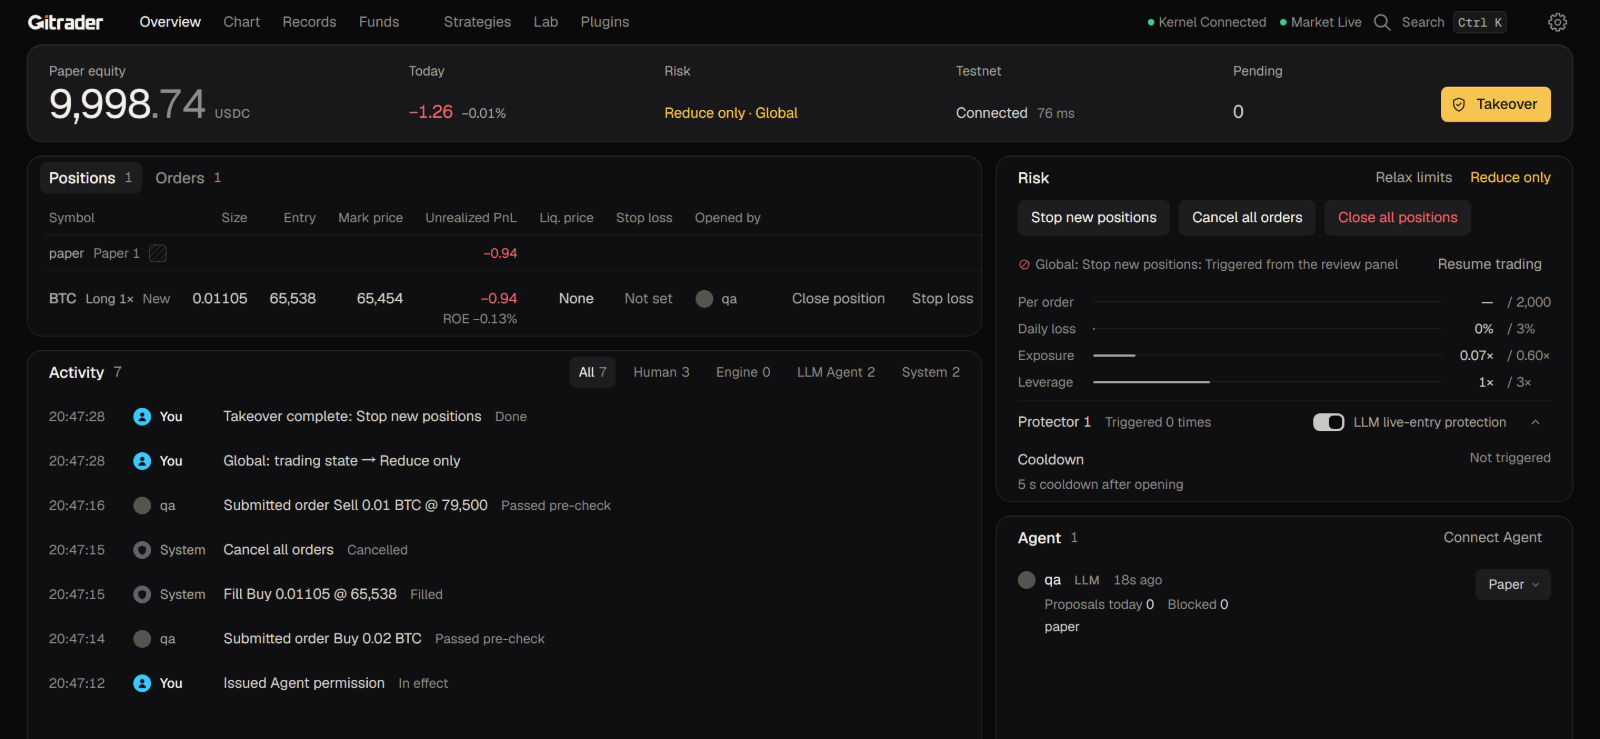 Gitrader Overview Chart Records Funds Strategies Lab Plugins Kernel Connected Market Live Search Ctrl K
Paper equity Today Risk Testnet Pending
9,998.74 USDC −1.26 −0.01% Reduce only · Global Connected 76 ms 0 Takeover
Positions 1 Orders 1
Symbol Size Entry Mark price Unrealized PnL Liq. price Stop loss Opened by
paper Paper 1 −0.94
BTC Long 1× New 0.01105 65,538 65,454 −0.94 None Not set qa Close position Stop loss
ROE −0.13%
Activity 7 All 7 Human 3 Engine 0 LLM Agent 2 System 2
20:47:28 You Takeover complete: Stop new positions Done
20:47:28 You Global: trading state → Reduce only
20:47:16 qa Submitted order Sell 0.01 BTC @ 79,500 Passed pre-check
20:47:15 System Cancel all orders Cancelled
20:47:15 System Fill Buy 0.01105 @ 65,538 Filled
20:47:14 qa Submitted order Buy 0.02 BTC Passed pre-check
20:47:12 You Issued Agent permission In effect
Risk Relax limits Reduce only
Stop new positions Cancel all orders Close all positions
Global: Stop new positions: Triggered from the review panel Resume trading
Per order — / 2,000
Daily loss 0% / 3%
Exposure 0.07× / 0.60×
Leverage 1× / 3×
Protector 1 Triggered 0 times LLM live-entry protection
Cooldown Not triggered
5 s cooldown after opening
Agent 1 Connect Agent
qa LLM 18s ago Paper
Proposals today 0 Blocked 0
paper